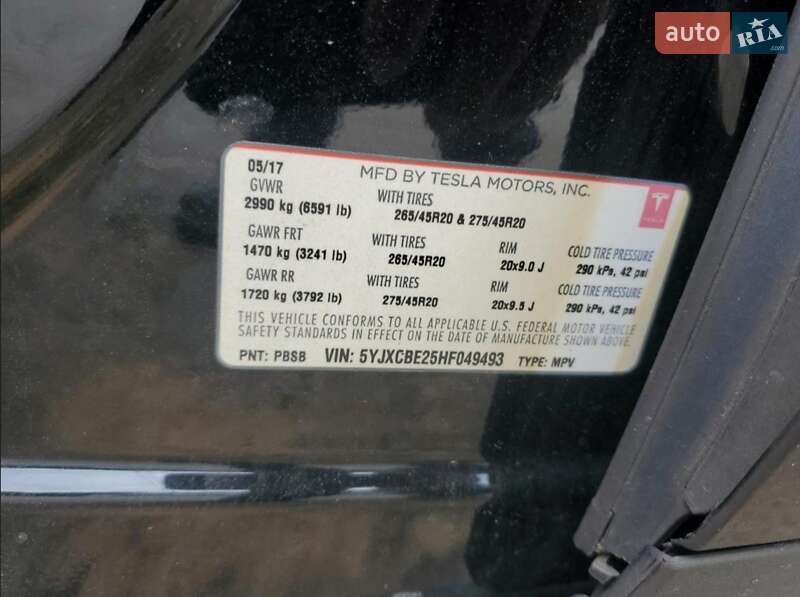 auto RIA.com
05/17 MFD BY TESLA MOTORS, INC.
GVWR
2990 kg (6591 lb) WITH TIRES 265/45R20 & 275/45R20
GAWR FRT WITH TIRES RIM COLD TIRE PRESSURE
1470 kg (3241 lb) 265/45R20 20x9.0 J 290 kPa, 42 psi
GAWR RR WITH TIRES RIM COLD TIRE PRESSURE
1720 kg (3792 lb) 275/45R20 20x9.5 J 290 kPa, 42 psi
THIS VEHICLE CONFORMS TO ALL APPLICABLE U.S. FEDERAL MOTOR VEHICLE
SAFETY STANDARDS IN EFFECT ON THE DATE OF MANUFACTURE SHOWN ABOVE.
PNT: PBSB VIN: 5YJXCBE25HF049493 TYPE: MPV
TESLA